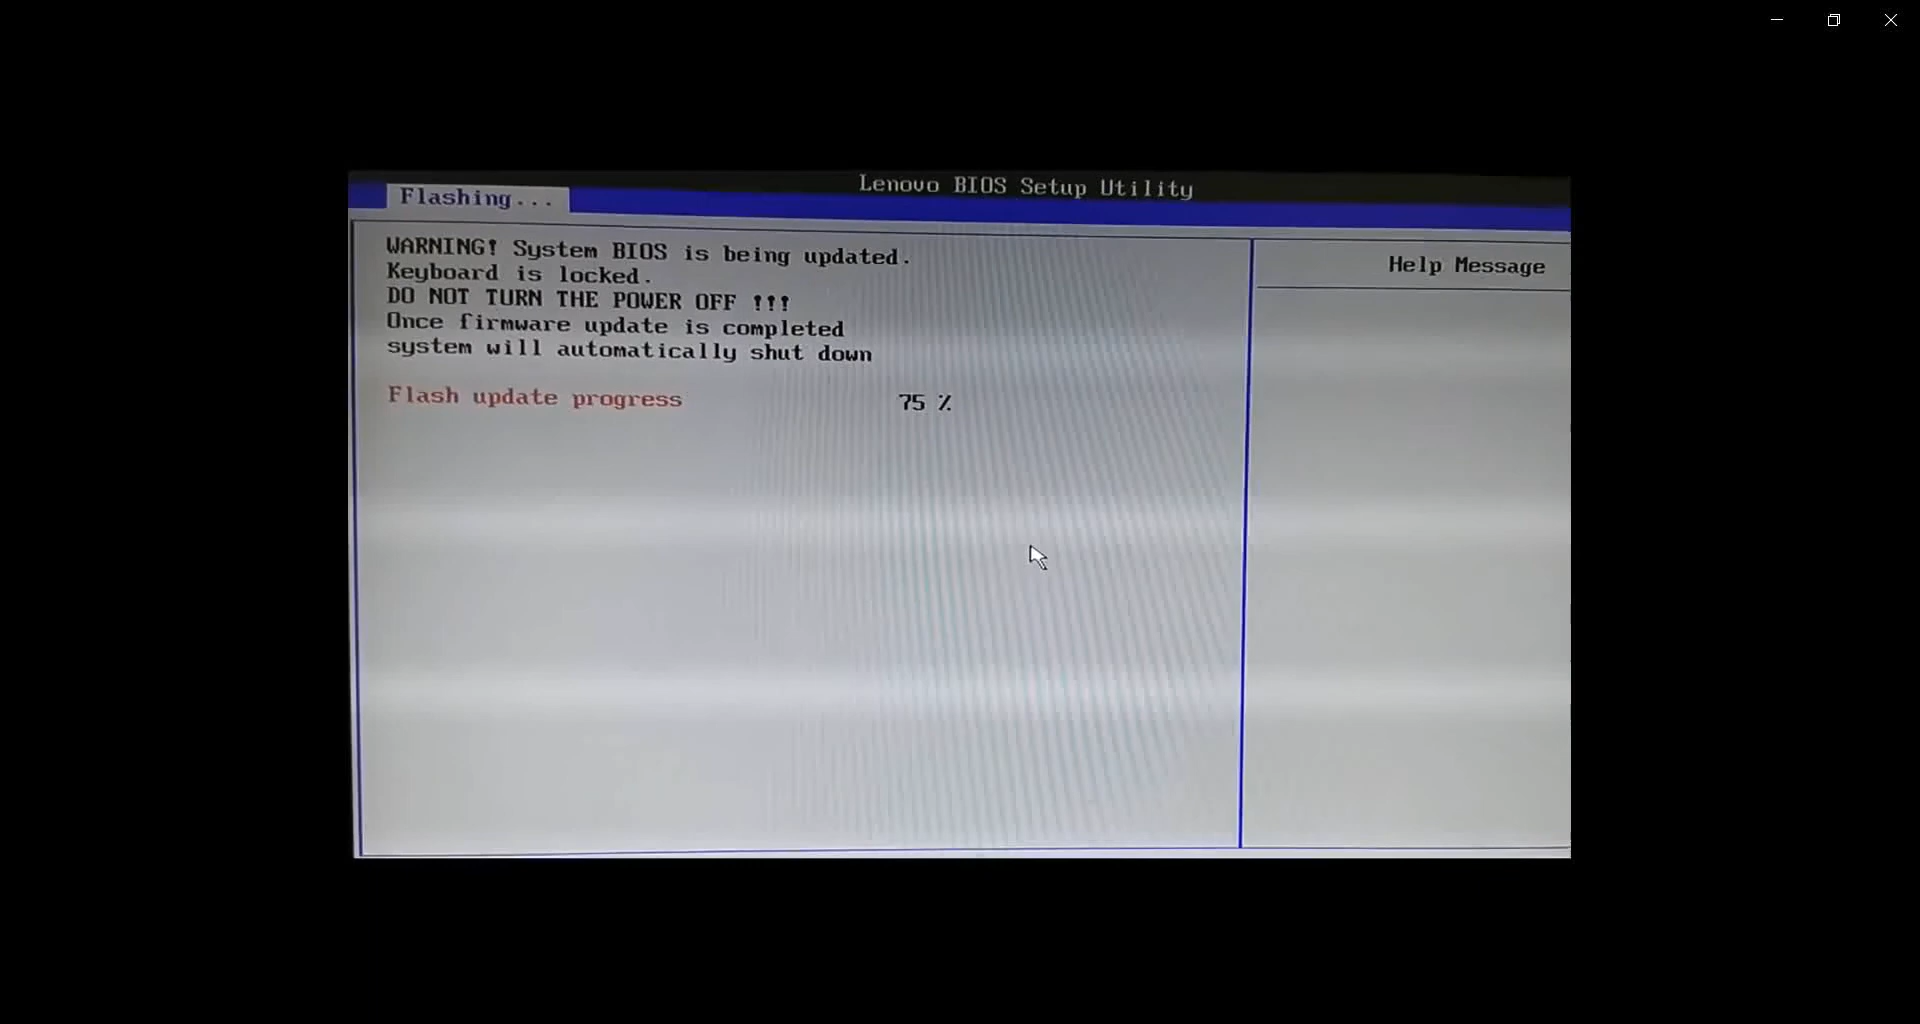 Lenovo BIOS Setup Utility
Flashing...
WARNING! System BIOS is being updated.
Keyboard is locked.
DO NOT TURN THE POWER OFF !!!
Once firmware update is completed
system will automatically shut down
Flash update progress 75 %
Help Message